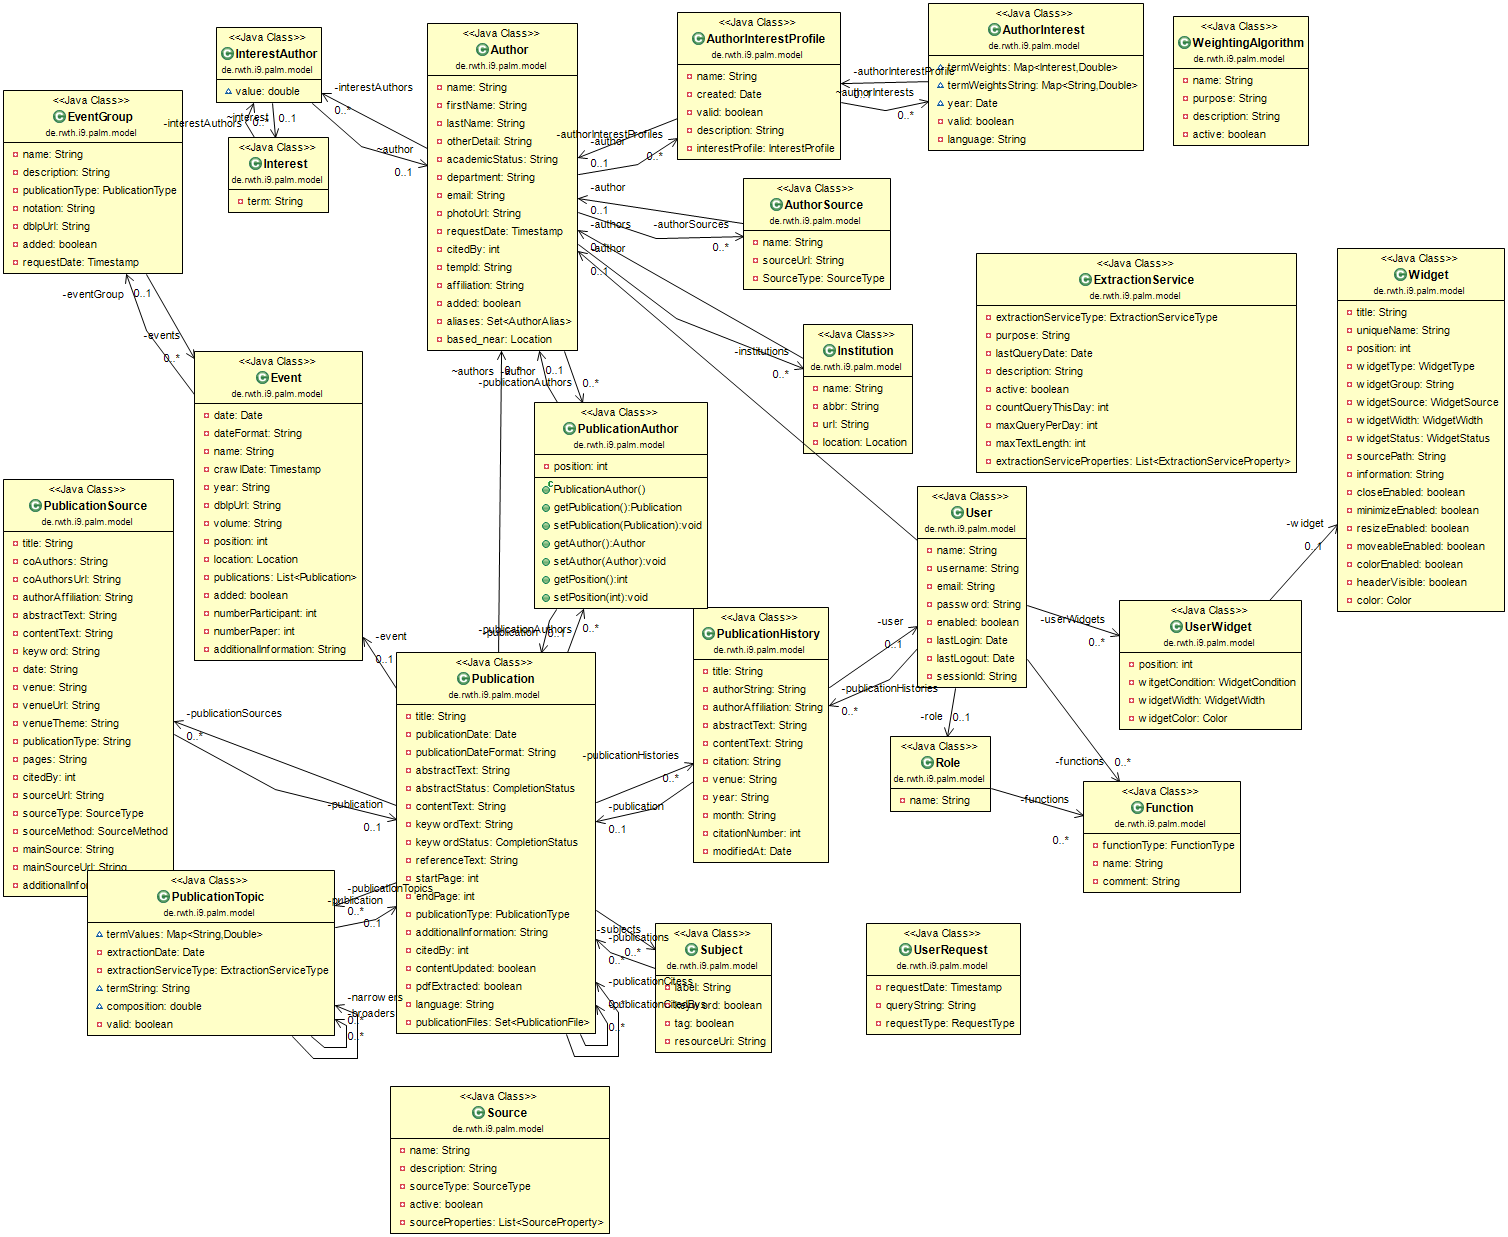 <<Java Class>>
InterestAuthor
de.rwth.i9.palm.model
value: double
<<Java Class>>
Author
de.rwth.i9.palm.model
name: String
firstName: String
lastName: String
otherDetail: String
academicStatus: String
department: String
email: String
photoUrl: String
requestDate: Timestamp
citedBy: int
tempId: String
affiliation: String
added: boolean
aliases: Set<AuthorAlias>
based_near: Location
<<Java Class>>
AuthorInterestProfile
de.rwth.i9.palm.model
name: String
created: Date
valid: boolean
description: String
interestProfile: InterestProfile
<<Java Class>>
AuthorInterest
de.rwth.i9.palm.model
termWeights: Map<Interest,Double>
termWeightsString: Map<String,Double>
year: Date
valid: boolean
language: String
<<Java Class>>
WeightingAlgorithm
de.rwth.i9.palm.model
name: String
purpose: String
description: String
active: boolean
<<Java Class>>
EventGroup
de.rwth.i9.palm.model
name: String
description: String
publicationType: PublicationType
notation: String
dblpUrl: String
added: boolean
requestDate: Timestamp
<<Java Class>>
Interest
de.rwth.i9.palm.model
term: String
-interestAuthors
0..*
-interestAuthors
0..*
~interest
0..1
~author
0..1
-authorInterestProfile
0..1
~authorInterests
0..*
-authorInterestProfiles
0..*
-author
0..1
<<Java Class>>
AuthorSource
de.rwth.i9.palm.model
name: String
sourceUrl: String
SourceType: SourceType
-author
0..1
-authorSources
0..*
-authors
0..*
-author
0..1
-institutions
0..*
<<Java Class>>
Institution
de.rwth.i9.palm.model
name: String
abbr: String
url: String
location: Location
<<Java Class>>
ExtractionService
de.rwth.i9.palm.model
extractionServiceType: ExtractionServiceType
purpose: String
lastQueryDate: Date
description: String
active: boolean
countQueryThisDay: int
maxQueryPerDay: int
maxTextLength: int
extractionServiceProperties: List<ExtractionServiceProperty>
<<Java Class>>
Widget
de.rwth.i9.palm.model
title: String
uniqueName: String
position: int
widgetType: WidgetType
widgetGroup: String
widgetSource: WidgetSource
widgetWidth: WidgetWidth
widgetStatus: WidgetStatus
sourcePath: String
information: String
closeEnabled: boolean
minimizeEnabled: boolean
resizeEnabled: boolean
moveableEnabled: boolean
colorEnabled: boolean
headerVisible: boolean
color: Color
-eventGroup
0..1
-events
0..*
<<Java Class>>
Event
de.rwth.i9.palm.model
date: Date
dateFormat: String
name: String
crawlDate: Timestamp
year: String
dblpUrl: String
volume: String
position: int
location: Location
publications: List<Publication>
added: boolean
numberParticipant: int
numberPaper: int
additionalInformation: String
~authors
0..*
-author
0..1
-publicationAuthors
0..*
<<Java Class>>
PublicationAuthor
de.rwth.i9.palm.model
position: int
PublicationAuthor()
getPublication():Publication
setPublication(Publication):void
getAuthor():Author
setAuthor(Author):void
getPosition():int
setPosition(int):void
<<Java Class>>
PublicationSource
de.rwth.i9.palm.model
title: String
coAuthors: String
coAuthorsUrl: String
authorAffiliation: String
abstractText: String
contentText: String
keyword: String
date: String
venue: String
venueUrl: String
venueTheme: String
publicationType: String
pages: String
citedBy: int
sourceUrl: String
sourceType: SourceType
sourceMethod: SourceMethod
mainSource: String
mainSourceUrl: String
<<Java Class>>
User
de.rwth.i9.palm.model
name: String
username: String
email: String
password: String
enabled: boolean
lastLogin: Date
lastLogout: Date
sessionId: String
-widget
0..1
-userWidgets
0..*
<<Java Class>>
UserWidget
de.rwth.i9.palm.model
position: int
witgetCondition: WidgetCondition
widgetWidth: WidgetWidth
widgetColor: Color
-event
0..1
-publicationAuthors
0..*
-publication
0..1
<<Java Class>>
Publication
de.rwth.i9.palm.model
title: String
publicationDate: Date
publicationDateFormat: String
abstractText: String
abstractStatus: CompletionStatus
contentText: String
keywordText: String
keywordStatus: CompletionStatus
referenceText: String
startPage: int
endPage: int
publicationType: PublicationType
additionalInformation: String
citedBy: int
contentUpdated: boolean
pdfExtracted: boolean
language: String
publicationFiles: Set<PublicationFile>
<<Java Class>>
PublicationHistory
de.rwth.i9.palm.model
title: String
authorString: String
authorAffiliation: String
abstractText: String
contentText: String
citation: String
venue: String
year: String
month: String
citationNumber: int
modifiedAt: Date
-user
0..1
-publicationHistories
0..*
-role
0..1
<<Java Class>>
Role
de.rwth.i9.palm.model
name: String
-functions
0..*
-functions
0..*
<<Java Class>>
Function
de.rwth.i9.palm.model
functionType: FunctionType
name: String
comment: String
-publicationSources
0..*
-publication
0..1
-publicationHistories
0..*
-publication
0..1
<<Java Class>>
PublicationTopic
de.rwth.i9.palm.model
termValues: Map<String,Double>
extractionDate: Date
extractionServiceType: ExtractionServiceType
termString: String
composition: double
valid: boolean
-publicationTopics
0..*
-publication
0..1
-narrowers
0..*
-broaders
0..*
-subjects
0..*
-publications
0..*
-publicationCitess
0..*
-publicationCitedBys
0..*
<<Java Class>>
Subject
de.rwth.i9.palm.model
label: String
tag: boolean
resourceUri: String
<<Java Class>>
UserRequest
de.rwth.i9.palm.model
requestDate: Timestamp
queryString: String
requestType: RequestType
<<Java Class>>
Source
de.rwth.i9.palm.model
name: String
description: String
sourceType: SourceType
active: boolean
sourceProperties: List<SourceProperty>